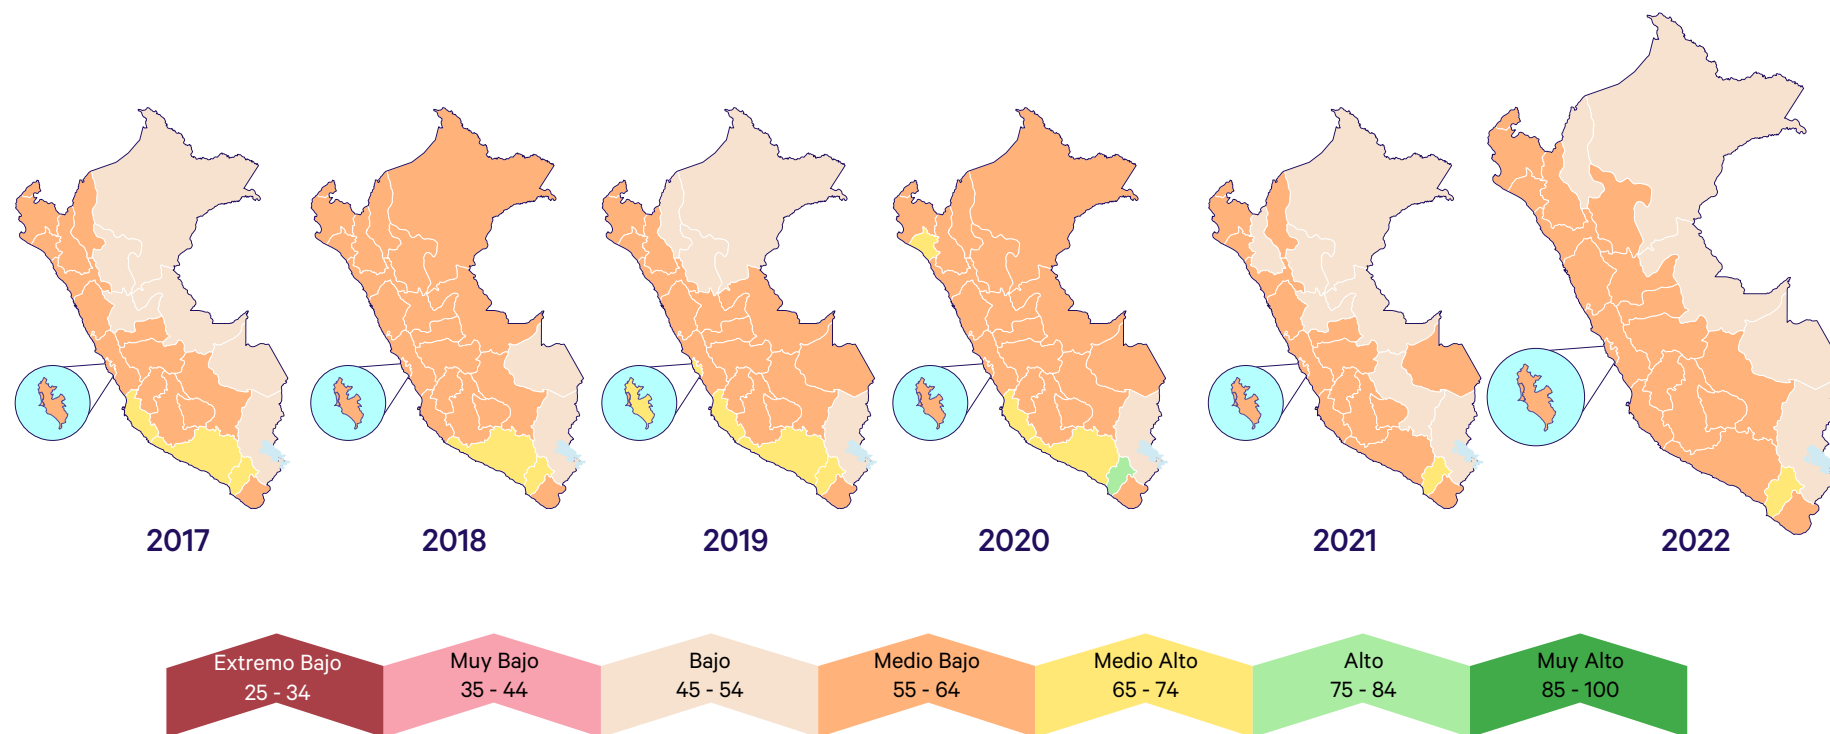 2017
2018
2019
2020
2021
2022
Extremo Bajo
25 - 34
Muy Bajo
35 - 44
Bajo
45 - 54
Medio Bajo
55 - 64
Medio Alto
65 - 74
Alto
75 - 84
Muy Alto
85 - 100